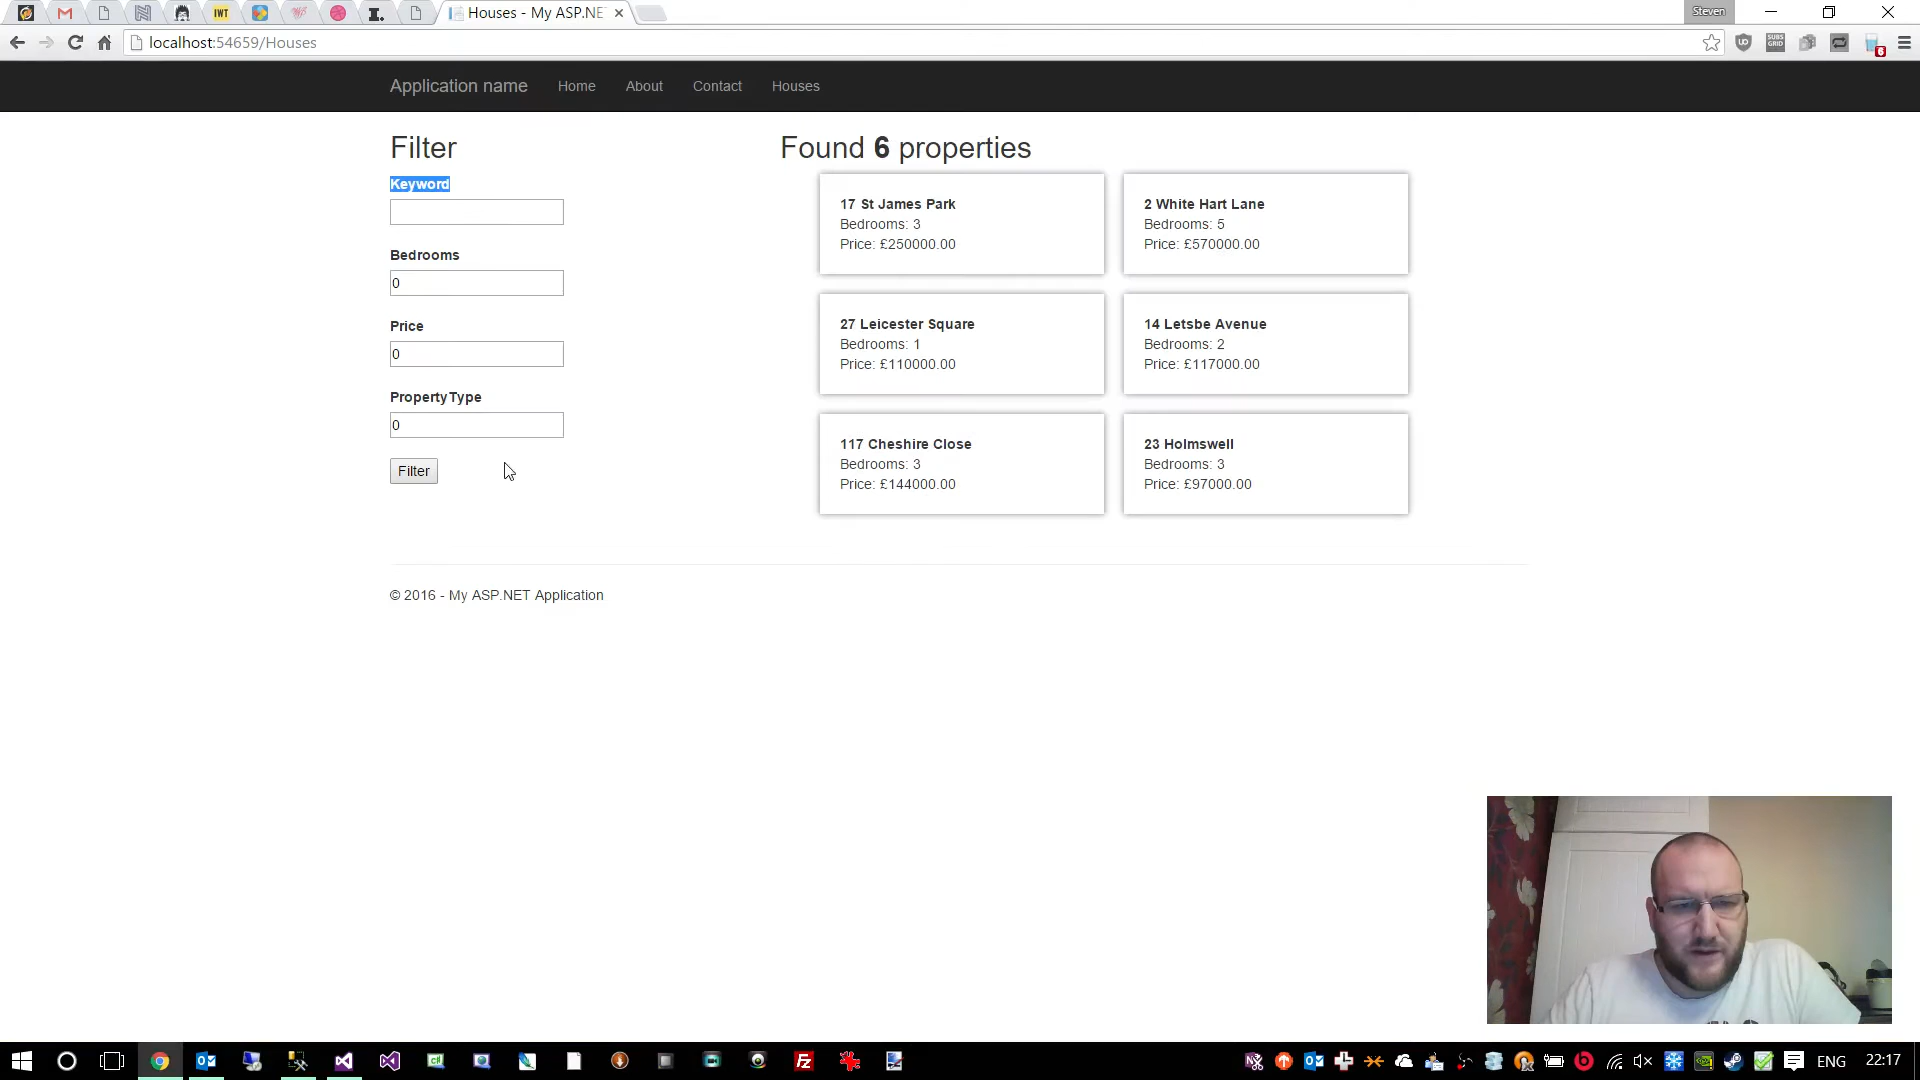 IWT
I.
Houses - My ASP.NE
Steven
localhost:54659/Houses
SUBS GRID
6
Application name
Home
About
Contact
Houses
Filter
Keyword
Bedrooms
0
Price
0
PropertyType
0
Filter
Found 6 properties
17 St James Park
Bedrooms: 3
Price: £250000.00
2 White Hart Lane
Bedrooms: 5
Price: £570000.00
27 Leicester Square
Bedrooms: 1
Price: £110000.00
14 Letsbe Avenue
Bedrooms: 2
Price: £117000.00
117 Cheshire Close
Bedrooms: 3
Price: £144000.00
23 Holmswell
Bedrooms: 3
Price: £97000.00
© 2016 - My ASP.NET Application
ENG
22:17